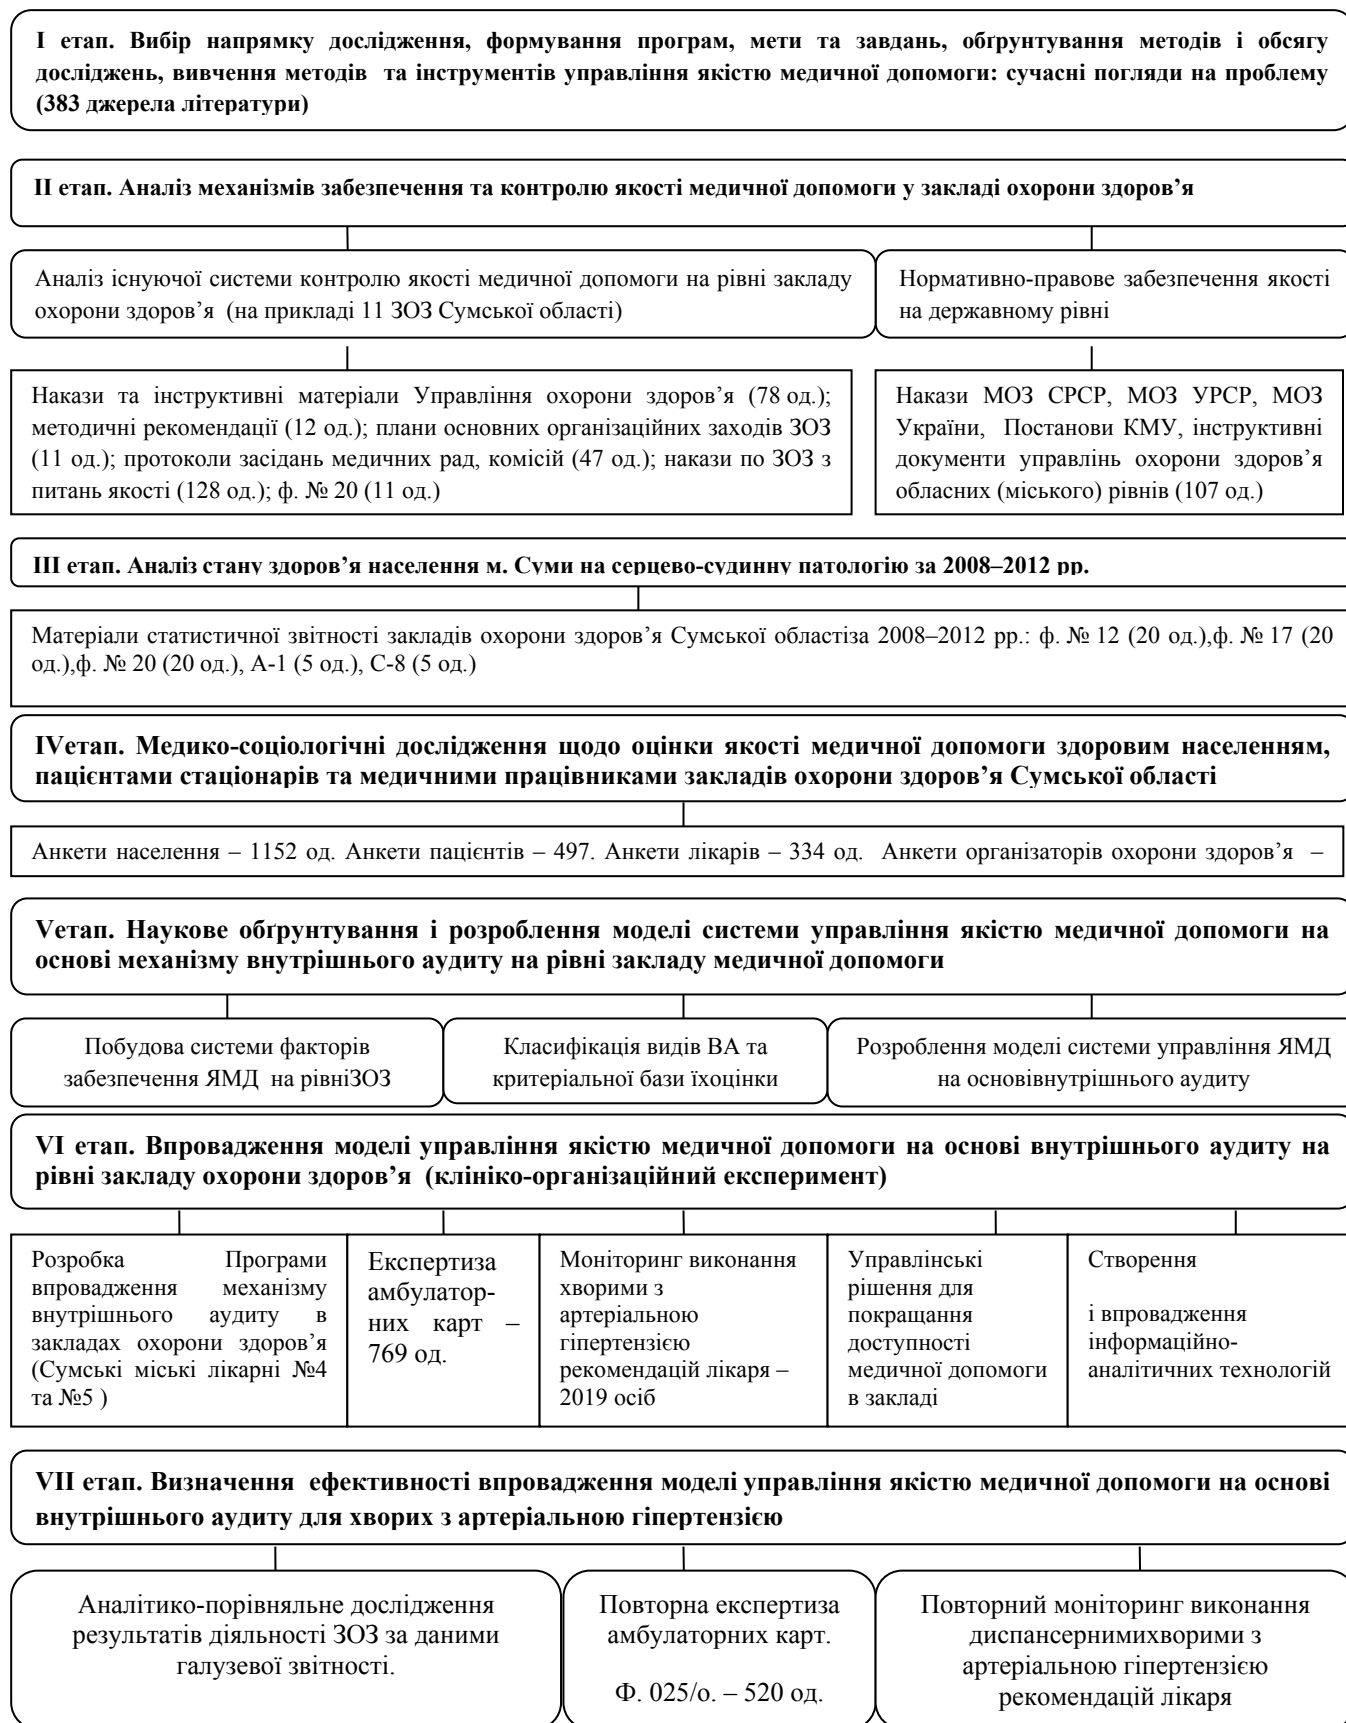 І етап. Вибір напрямку дослідження, формування програм, мети та завдань, обґрунтування методів і обсягу
досліджень, вивчення методів та інструментів управління якістю медичної допомоги: сучасні погляди на проблему
(383 джерела літератури)
ІІ етап. Аналіз механізмів забезпечення та контролю якості медичної допомоги у закладі охорони здоров’я
Аналіз існуючої системи контролю якості медичної допомоги на рівні закладу
охорони здоров’я (на прикладі 11 ЗОЗ Сумської області)
Нормативно-правове забезпечення якості
на державному рівні
Накази та інструктивні матеріали Управління охорони здоров’я (78 од.);
методичні рекомендації (12 од.); плани основних організаційних заходів ЗОЗ
(11 од.); протоколи засідань медичних рад, комісій (47 од.); накази по ЗОЗ з
питань якості (128 од.); ф. № 20 (11 од.)
Накази МОЗ СРСР, МОЗ УРСР, МОЗ
України, Постанови КМУ, інструктивні
документи управлінь охорони здоров’я
обласних (міського) рівнів (107 од.)
ІІІ етап. Аналіз стану здоров’я населення м. Суми на серцево-судинну патологію за 2008–2012 рр.
Матеріали статистичної звітності закладів охорони здоров’я Сумської областіза 2008–2012 рр.: ф. № 12 (20 од.),ф. № 17 (20
од.),ф. № 20 (20 од.), А-1 (5 од.), С-8 (5 од.)
IVетап. Медико-соціологічні дослідження щодо оцінки якості медичної допомоги здоровим населенням,
пацієнтами стаціонарів та медичними працівниками закладів охорони здоров’я Сумської області
Анкети населення – 1152 од. Анкети пацієнтів – 497. Анкети лікарів – 334 од. Анкети організаторів охорони здоров’я –
Vетап. Наукове обґрунтування і розроблення моделі системи управління якістю медичної допомоги на
основі механізму внутрішнього аудиту на рівні закладу медичної допомоги
Побудова системи факторів
забезпечення ЯМД на рівніЗОЗ
Класифікація видів ВА та
критеріальної бази їхоцінки
Розроблення моделі системи управління ЯМД
на основівнутрішнього аудиту
VI етап. Впровадження моделі управління якістю медичної допомоги на основі внутрішнього аудиту на
рівні закладу охорони здоров’я (клініко-організаційний експеримент)
Розробка Програми
впровадження механізму
внутрішнього аудиту в
закладах охорони здоров’я
(Сумські міські лікарні №4
та №5 )
Експертиза
амбулатор-
них карт –
769 од.
Моніторинг виконання
хворими з
артеріальною
гіпертензією
рекомендацій лікаря –
2019 осіб
Управлінські
рішення для
покращання
доступності
медичної допомоги
в закладі
Створення
і впровадження
інформаційно-
аналітичних технологій
VII етап. Визначення ефективності впровадження моделі управління якістю медичної допомоги на основі
внутрішнього аудиту для хворих з артеріальною гіпертензією
Аналітико-порівняльне дослідження
результатів діяльності ЗОЗ за даними
галузевої звітності.
Повторна експертиза
амбулаторних карт.
Ф. 025/о. – 520 од.
Повторний моніторинг виконання
диспансернимихворими з
артеріальною гіпертензією
рекомендацій лікаря